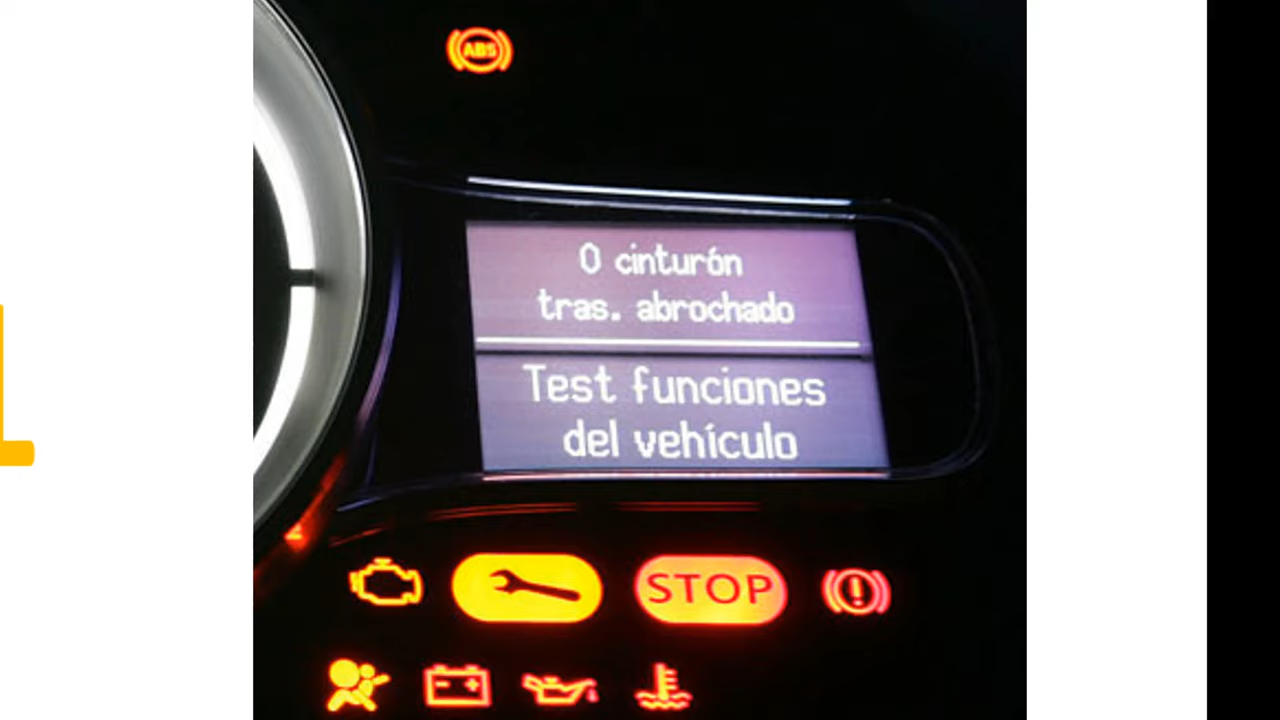 ABS
0 cinturón
tras. abrochado
Test funciones
del vehículo
STOP